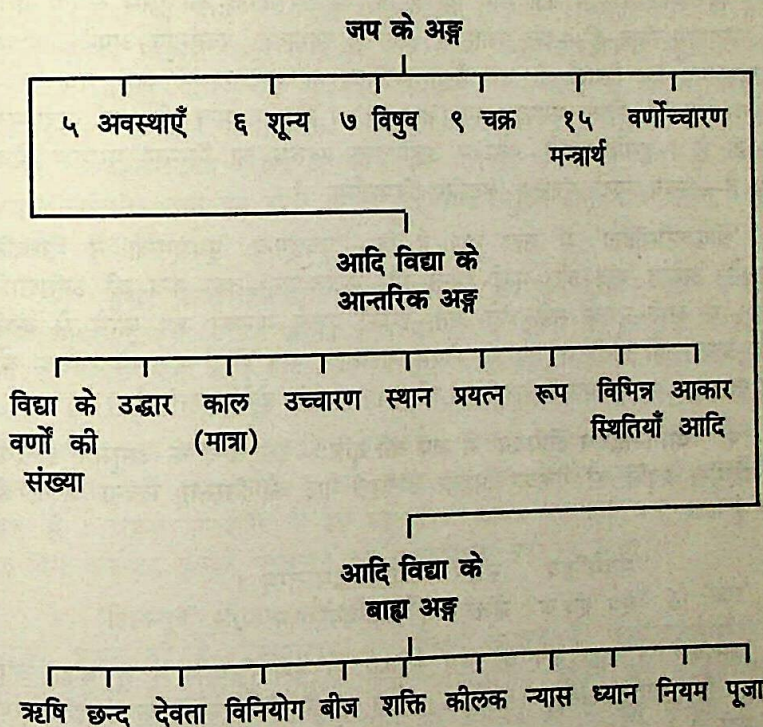 जप के अङ्ग
५ अवस्थाएँ ६ शून्य ७ विषुव ९ चक्र १५ वर्णोच्चारण
मन्त्रार्थ
आदि विद्या के
आन्तरिक अङ्ग
विद्या के उद्धार काल उच्चारण स्थान प्रयत्न रूप विभिन्न आकार
वर्णों की (मात्रा) स्थितियाँ आदि
संख्या
आदि विद्या के
बाह्य अङ्ग
ऋषि छन्द देवता विनियोग बीज शक्ति कीलक न्यास ध्यान नियम पूजा